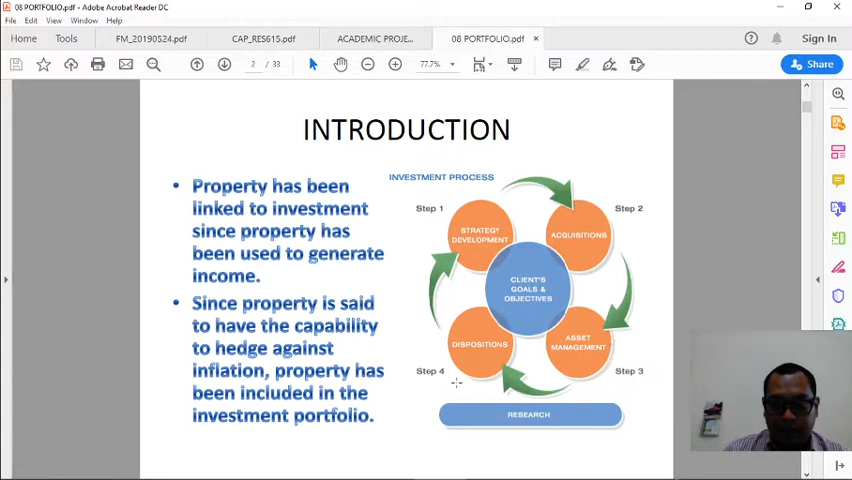 08 PORTFOLIO.pdf - Adobe Acrobat Reader DC
File Edit View Window Help
Home Tools FM_20190524.pdf CAP_RES615.pdf ACADEMIC PROJE... 08 PORTFOLIO.pdf × Sign In
2 / 33 77.7% Share
INTRODUCTION
INVESTMENT PROCESS
• Property has been
linked to investment
since property has
been used to generate
income.
• Since property is said
to have the capability
to hedge against
inflation, property has
been included in the
investment portfolio.
Step 1
STRATEGY
DEVELOPMENT
Step 2
ACQUISITIONS
CLIENT'S
GOALS &
OBJECTIVES
DISPOSITIONS
Step 4
ASSET
MANAGEMENT
Step 3
RESEARCH